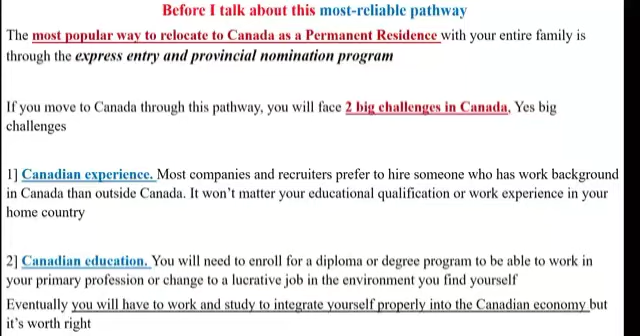 Before I talk about this most-reliable pathway
The most popular way to relocate to Canada as a Permanent Residence with your entire family is
through the express entry and provincial nomination program
If you move to Canada through this pathway, you will face 2 big challenges in Canada, Yes big
challenges
1] Canadian experience. Most companies and recruiters prefer to hire someone who has work background
in Canada than outside Canada. It won’t matter your educational qualification or work experience in your
home country
2] Canadian education. You will need to enroll for a diploma or degree program to be able to work in
your primary profession or change to a lucrative job in the environment you find yourself
Eventually you will have to work and study to integrate yourself properly into the Canadian economy but
it’s worth right